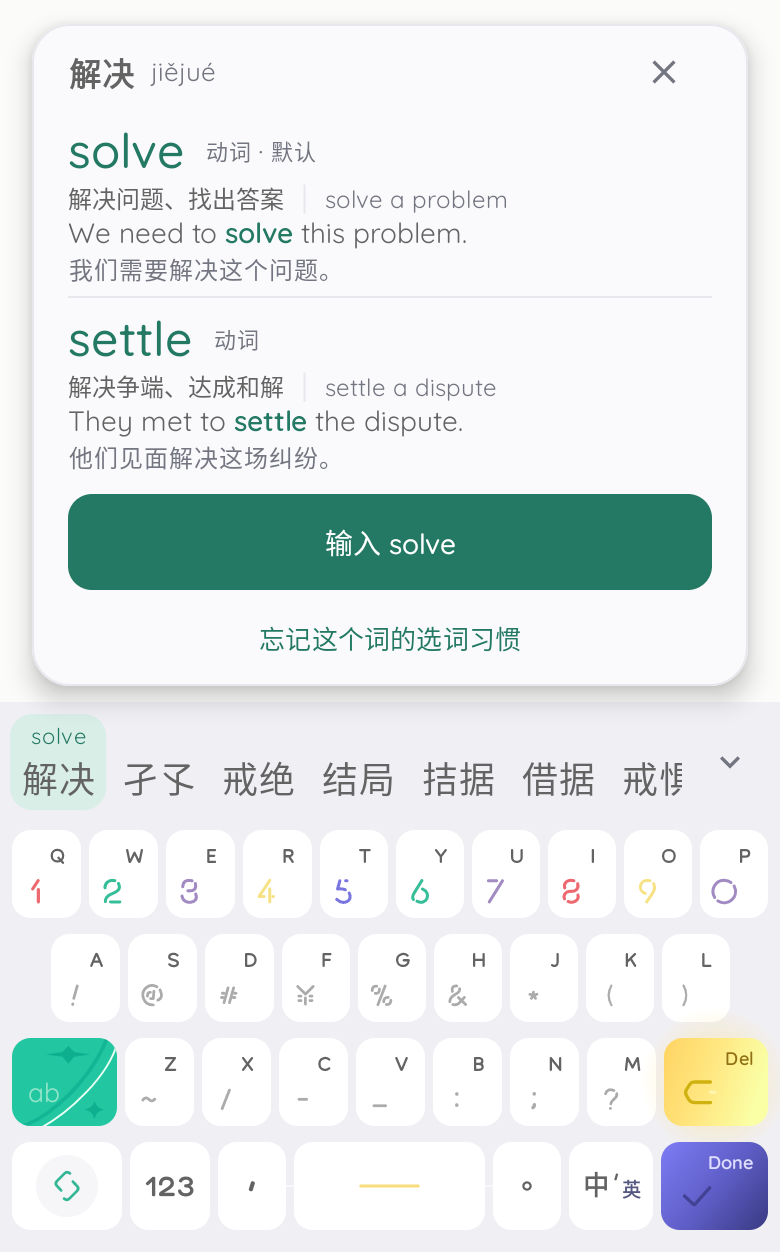 解决 jiějué
solve 动词 · 默认
解决问题、找出答案 solve a problem
We need to solve this problem.
我们需要解决这个问题。
settle 动词
解决争端、达成和解 settle a dispute
They met to settle the dispute.
他们见面解决这场纠纷。
输入 solve
忘记这个词的选词习惯
solve
解决 孑孓 戒绝 结局 拮据 借据 戒惧
Q W E R T Y U I O P
1 2 3 4 5 6 7 8 9 0
A S D F G H J K L
! @ # ¥ % & * ( )
Z X C V B N M Del
ab ~ / - _ : ; ?
Done
123 , 。 中 ' 英